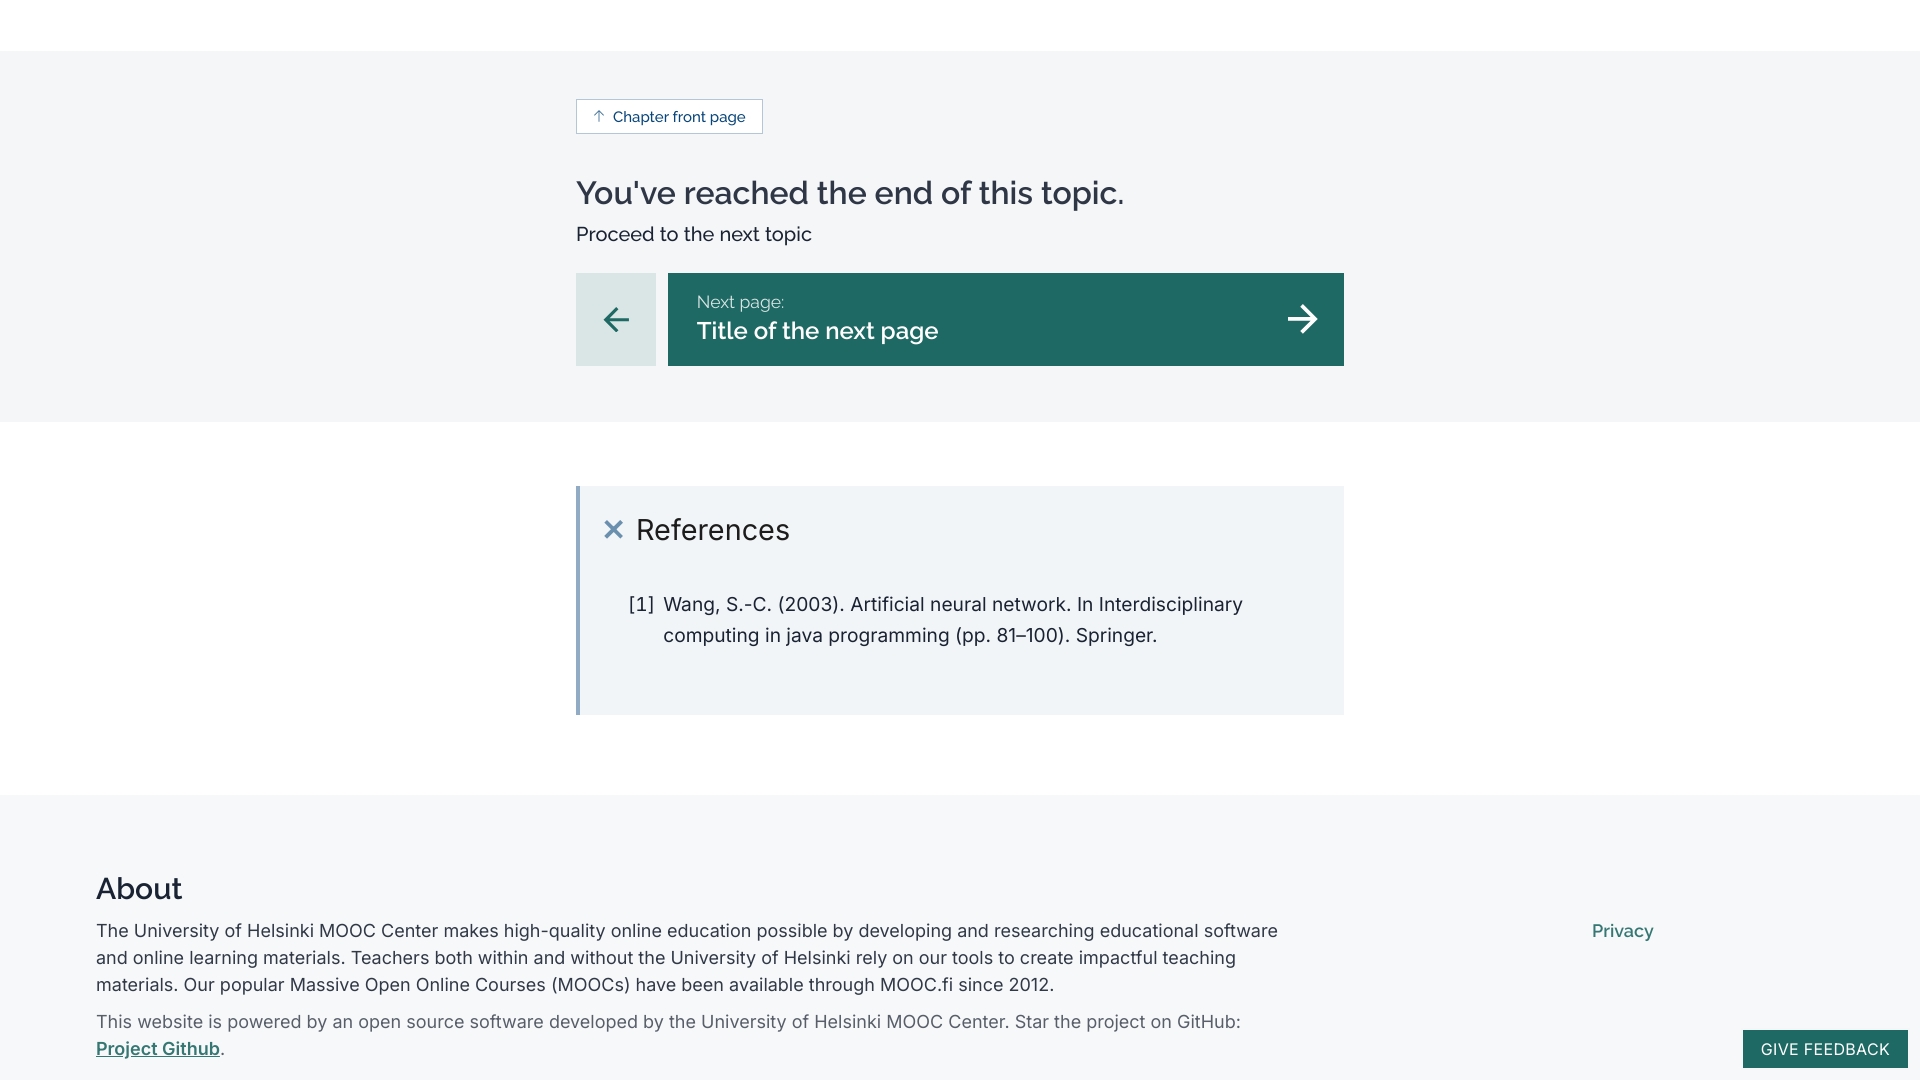 Chapter front page
You've reached the end of this topic.
Proceed to the next topic
Next page:
Title of the next page
References
[1] Wang, S.-C. (2003). Artificial neural network. In Interdisciplinary
computing in java programming (pp. 81–100). Springer.
About
The University of Helsinki MOOC Center makes high-quality online education possible by developing and researching educational software
and online learning materials. Teachers both within and without the University of Helsinki rely on our tools to create impactful teaching
materials. Our popular Massive Open Online Courses (MOOCs) have been available through MOOC.fi since 2012.
This website is powered by an open source software developed by the University of Helsinki MOOC Center. Star the project on GitHub:
Project Github.
Privacy
GIVE FEEDBACK